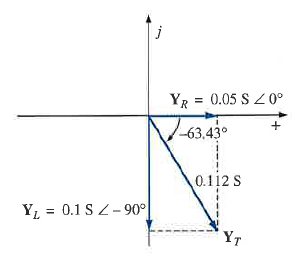 j
Y_R = 0.05 S ∠ 0°
+
-63,43°
0.112 S
Y_L = 0.1 S ∠ - 90°
Y_T